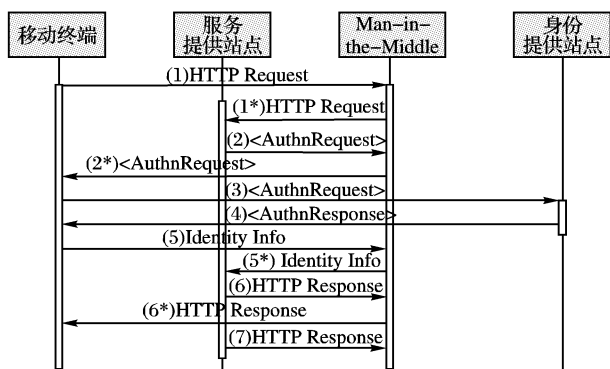 移动终端
服务
提供站点
Man-in-
the-Middle
身份
提供站点
(1)HTTP Request
(1*)HTTP Request
(2)<AuthnRequest>
(2*)<AuthnRequest>
(3)<AuthnRequest>
(4)<AuthnResponse>
(5)Identity Info
(5*) Identity Info
(6)HTTP Response
(6*)HTTP Response
(7)HTTP Response